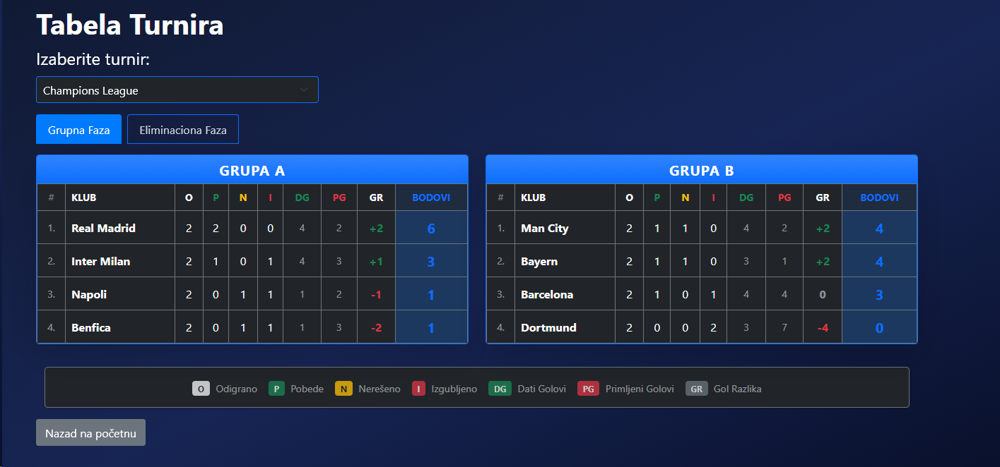 Tabela Turnira
Izaberite turnir:
Champions League
Grupna Faza Eliminaciona Faza
GRUPA A
# KLUB O P N I DG PG GR BODOVI
1. Real Madrid 2 2 0 0 4 2 +2 6
2. Inter Milan 2 1 0 1 4 3 +1 3
3. Napoli 2 0 1 1 1 2 -1 1
4. Benfica 2 0 1 1 1 3 -2 1
GRUPA B
# KLUB O P N I DG PG GR BODOVI
1. Man City 2 1 1 0 4 2 +2 4
2. Bayern 2 1 1 0 3 1 +2 4
3. Barcelona 2 1 0 1 4 4 0 3
4. Dortmund 2 0 0 2 3 7 -4 0
O Odigrano P Pobede N Nerešeno I Izgubljeno DG Dati Golovi PG Primljeni Golovi GR Gol Razlika
Nazad na početnu